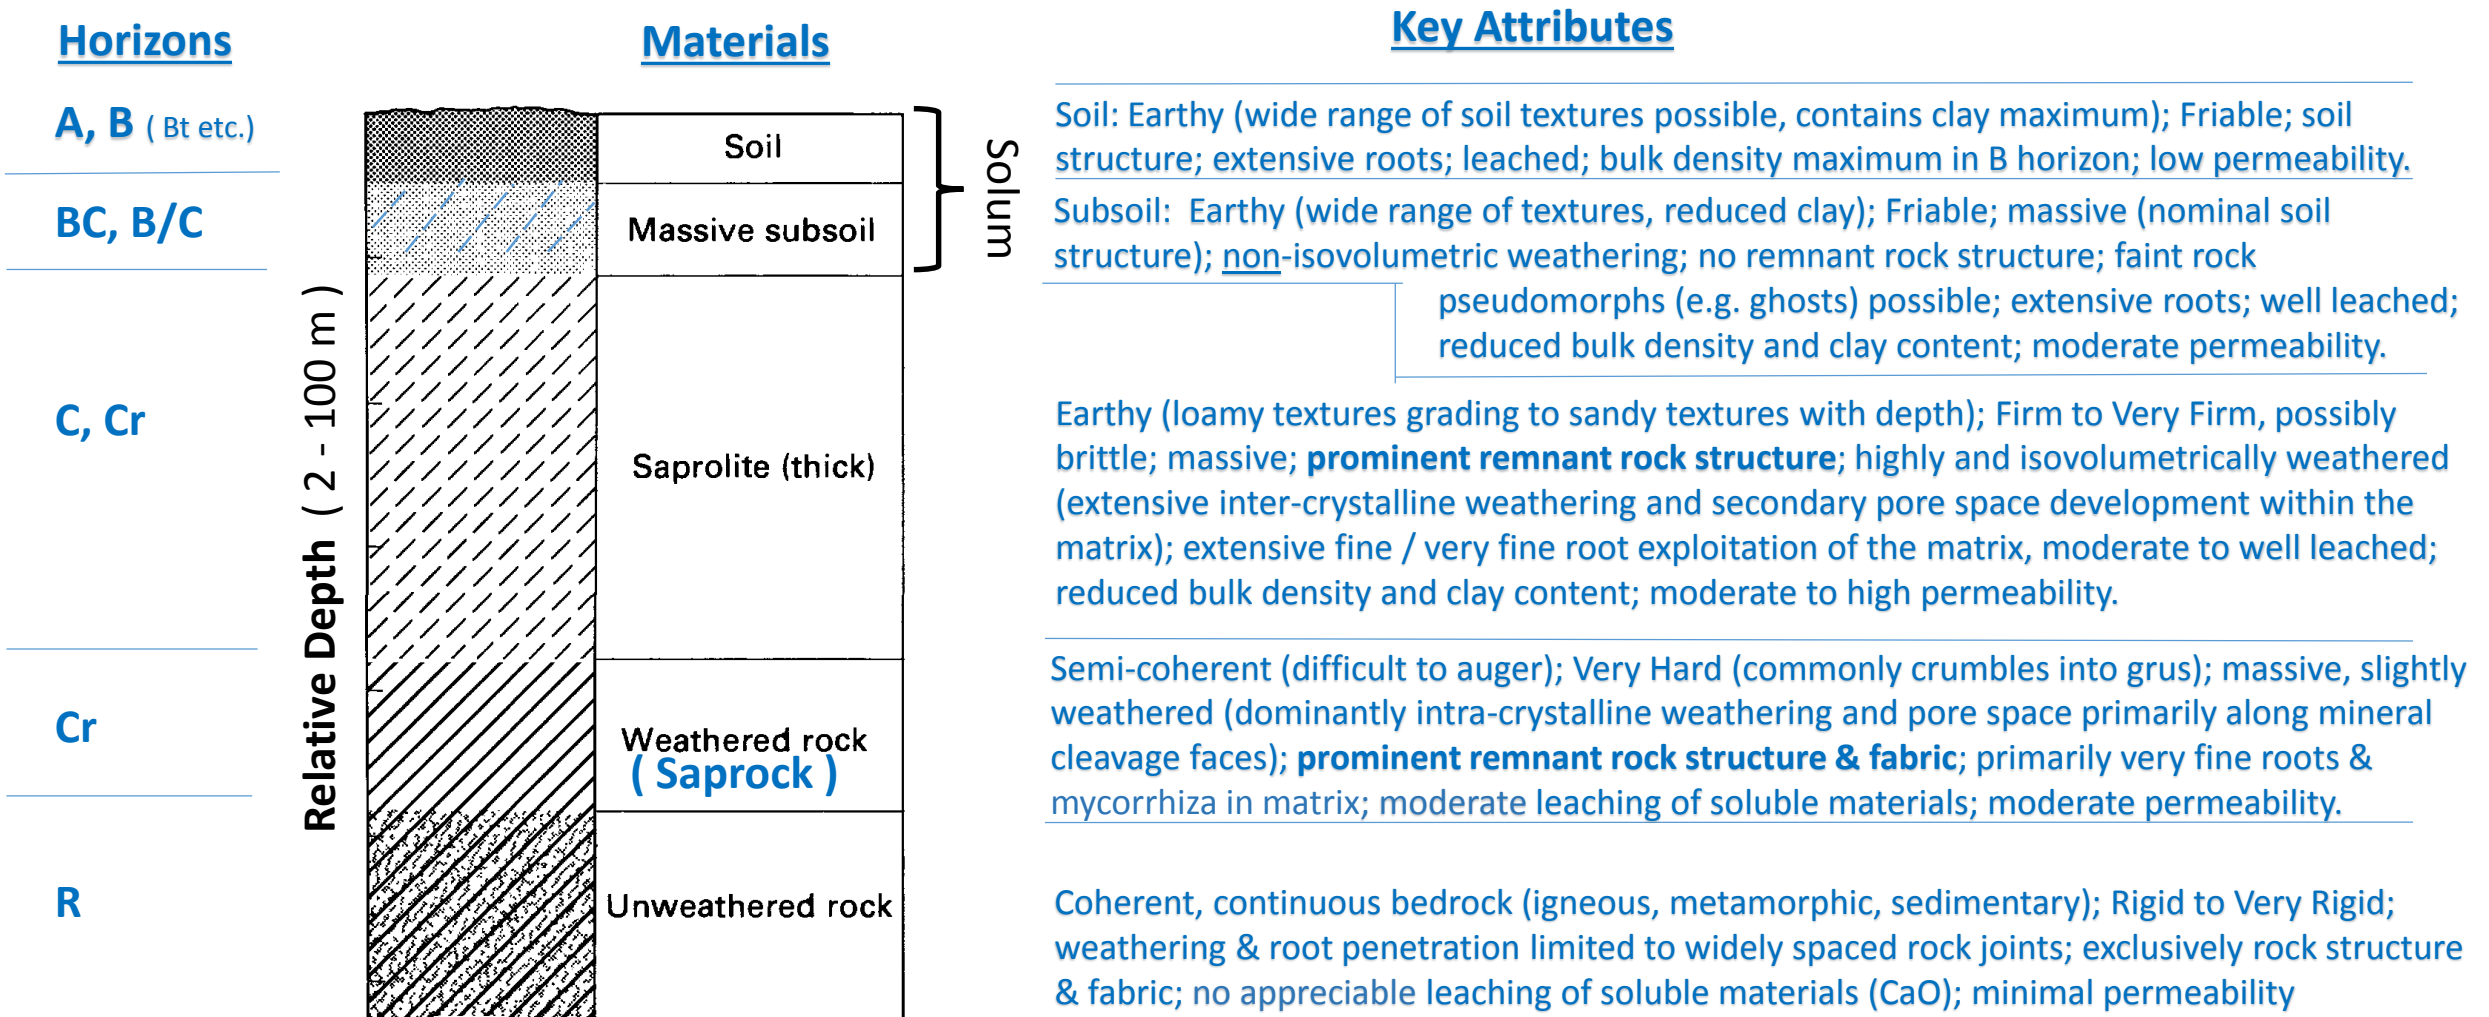 Horizons
Materials
Key Attributes
A, B ( Bt etc.)
BC, B/C
C, Cr
Cr
R
Relative Depth ( 2 - 100 m )
Soil
Massive subsoil
Saprolite (thick)
Weathered rock
( Saprock )
Unweathered rock
Solum
Soil: Earthy (wide range of soil textures possible, contains clay maximum); Friable; soil
structure; extensive roots; leached; bulk density maximum in B horizon; low permeability.
Subsoil: Earthy (wide range of textures, reduced clay); Friable; massive (nominal soil
structure); non-isovolumetric weathering; no remnant rock structure; faint rock
pseudomorphs (e.g. ghosts) possible; extensive roots; well leached;
reduced bulk density and clay content; moderate permeability.
Earthy (loamy textures grading to sandy textures with depth); Firm to Very Firm, possibly
brittle; massive; prominent remnant rock structure; highly and isovolumetrically weathered
(extensive inter-crystalline weathering and secondary pore space development within the
matrix); extensive fine / very fine root exploitation of the matrix, moderate to well leached;
reduced bulk density and clay content; moderate to high permeability.
Semi-coherent (difficult to auger); Very Hard (commonly crumbles into grus); massive, slightly
weathered (dominantly intra-crystalline weathering and pore space primarily along mineral
cleavage faces); prominent remnant rock structure & fabric; primarily very fine roots &
mycorrhiza in matrix; moderate leaching of soluble materials; moderate permeability.
Coherent, continuous bedrock (igneous, metamorphic, sedimentary); Rigid to Very Rigid;
weathering & root penetration limited to widely spaced rock joints; exclusively rock structure
& fabric; no appreciable leaching of soluble materials (CaO); minimal permeability